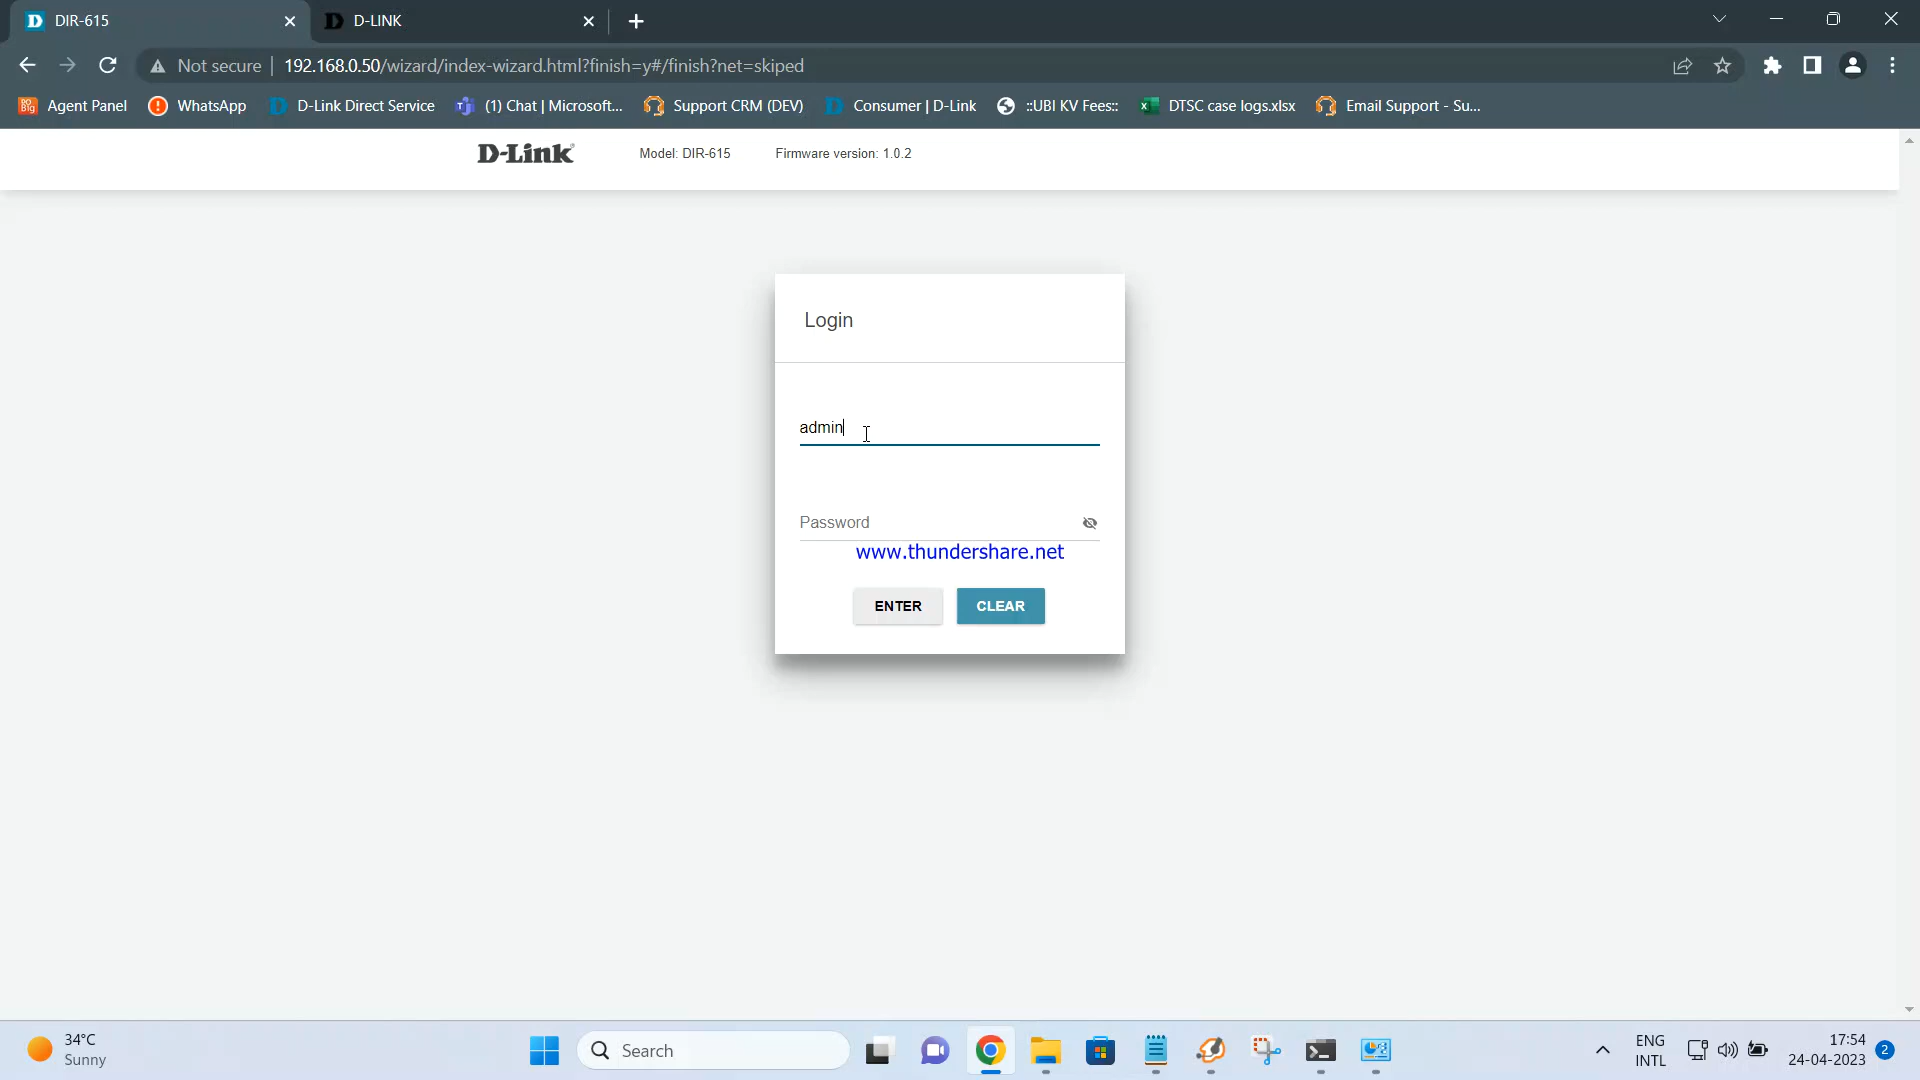 DIR-615
D-LINK
Not secure
192.168.0.50/wizard/index-wizard.html?finish=y#/finish?net=skiped
Agent Panel
WhatsApp
D-Link Direct Service
(1) Chat | Microsoft...
Support CRM (DEV)
Consumer | D-Link
::UBI KV Fees::
DTSC case logs.xlsx
Email Support - Su...
D-Link
Model: DIR-615
Firmware version: 1.0.2
Login
admin
Password
www.thundershare.net
ENTER
CLEAR
34°C
Sunny
Search
ENG
INTL
17:54
24-04-2023
2